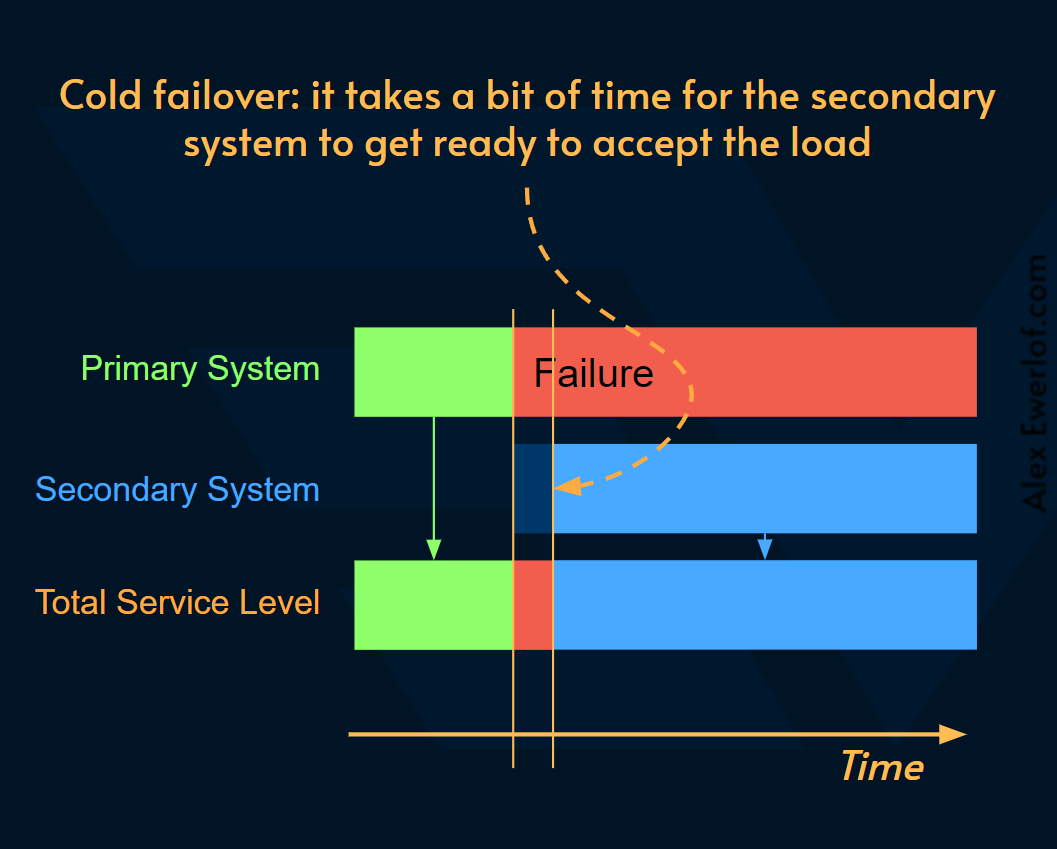 Cold failover: it takes a bit of time for the secondary
system to get ready to accept the load
Primary System
Failure
Secondary System
Total Service Level
Time
Alex Ewerlof.com